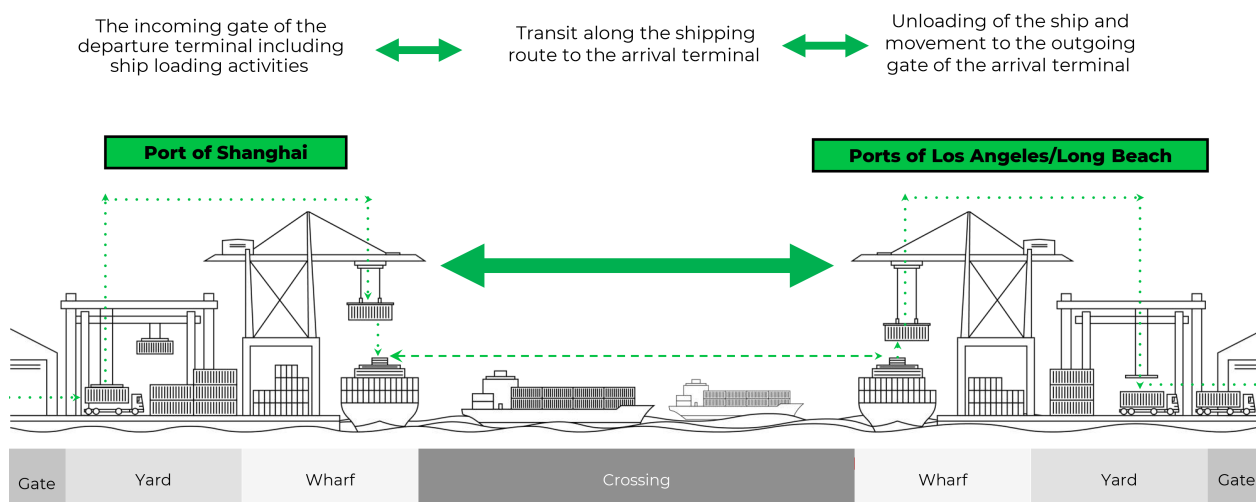 The incoming gate of the
departure terminal including
ship loading activities
Transit along the shipping
route to the arrival terminal
Unloading of the ship and
movement to the outgoing
gate of the arrival terminal
Port of Shanghai
Ports of Los Angeles/Long Beach
Gate
Yard
Wharf
Crossing
Wharf
Yard
Gate